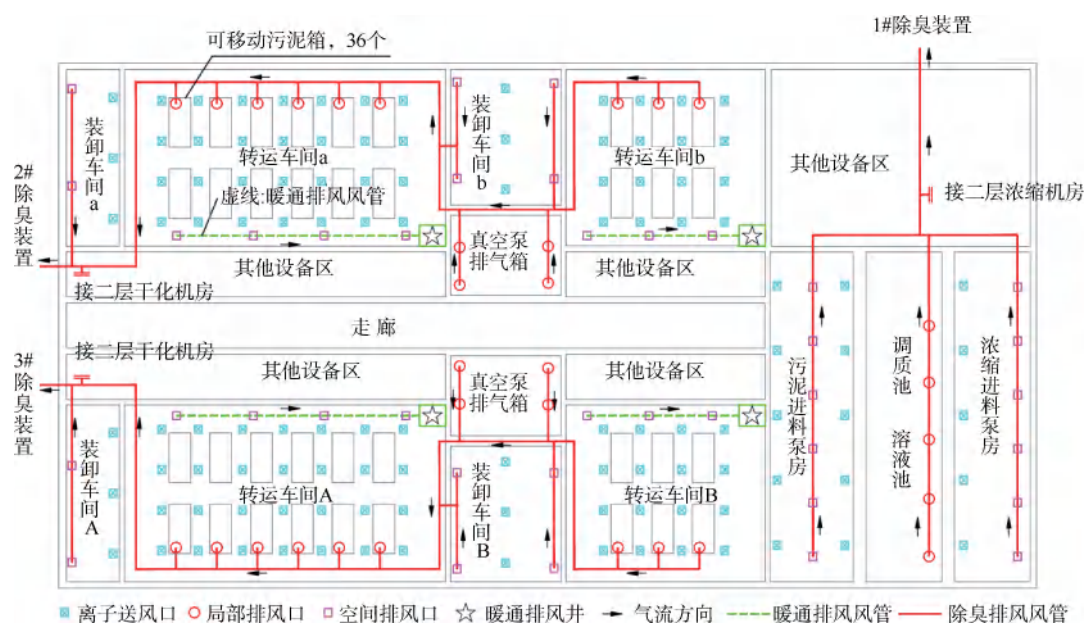 1#除臭装置
可移动污泥箱，36个
装卸车间a
转运车间a
装卸车间b
转运车间b
其他设备区
2#除臭装置
虚线:暖通排风风管
接二层浓缩机房
真空泵
排气箱
其他设备区
其他设备区
接二层干化机房
走廊
接二层干化机房
3#除臭装置
其他设备区
真空泵
排气箱
其他设备区
污泥进料泵房
调质池
溶液池
浓缩进料泵房
装卸车间A
转运车间A
装卸车间B
转运车间B
离子送风口 局部排风口 空间排风口 暖通排风井 气流方向 暖通排风风管 除臭排风风管